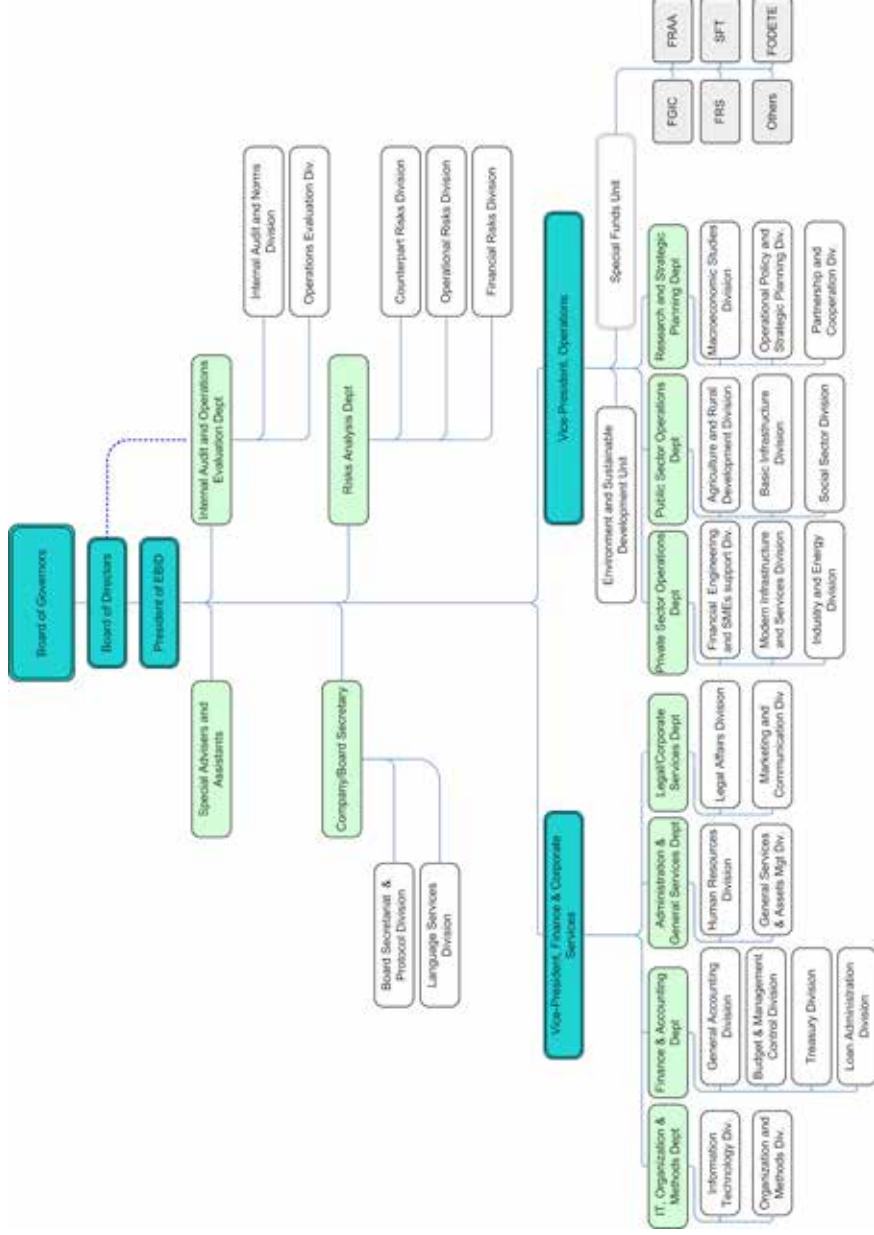 Board of Governors
Board of Directors
President of EBID
Special Advisers and
Assistants
Internal Audit and Operations
Evaluation Dept
Internal Audit and Norms
Division
Operations Evaluation Div.
Company/Board Secretary
Board Secretariat &
Protocol Division
Language Services
Division
Risks Analysis Dept
Counterpart Risks Division
Operational Risks Division
Financial Risks Division
Vice-President, Finance & Corporate
Services
Vice-President, Operations
Environment and Sustainable
Development Unit
Special Funds Unit
IT, Organization &
Methods Dept
Information
Technology Div.
Organization and
Methods Div.
Finance & Accounting
Dept
General Accounting
Division
Budget & Management
Control Division
Treasury Division
Loan Administration
Division
Administration &
General Services Dept
Human Resources
Division
General Services
& Assets Mgt Div.
Legal/Corporate
Services Dept
Legal Affairs Division
Marketing and
Communication Div
Private Sector Operations
Dept
Financial Engineering
and SMEs support Div.
Modern Infrastructure
and Services Division
Industry and Energy
Division
Public Sector Operations
Dept
Agriculture and Rural
Development Division
Basic Infrastructure
Division
Social Sector Division
Research and Strategic
Planning Dept
Macroeconomic Studies
Division
Operational Policy and
Strategic Planning Div.
Partnership and
Cooperation Div.
FGIC
FRAA
FRS
SFT
Others
FODETE